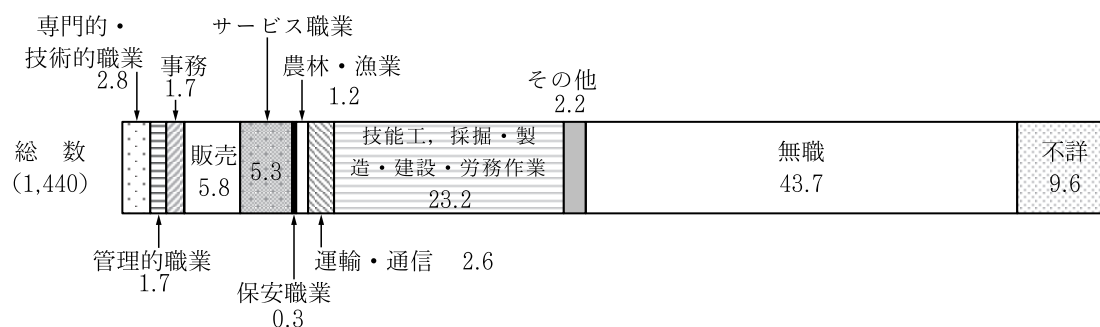 専門的・
技術的職業
2.8
事務
1.7
サービス職業
農林・漁業
1.2
その他
2.2
総　数
(1,440)
販売
5.8
5.3
技能工，採掘・製
造・建設・労務作業
23.2
無職
43.7
不詳
9.6
管理的職業
1.7
保安職業
0.3
運輸・通信　2.6